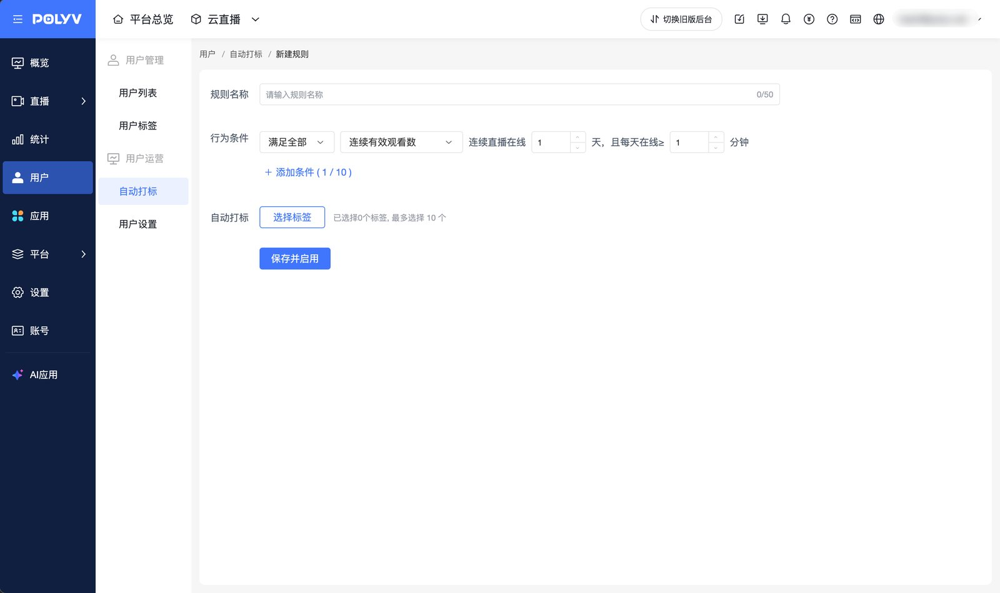 POLYV
平台总览
云直播
切换旧版后台
概览
直播
统计
用户
应用
平台
设置
账号
AI应用
用户管理
用户列表
用户标签
用户运营
自动打标
用户设置
用户 / 自动打标 / 新建规则
规则名称 请输入规则名称 0/50
行为条件 满足全部 连续有效观看数 连续直播在线 1 天，且每天在线≥ 1 分钟
+ 添加条件 ( 1 / 10 )
自动打标 选择标签 已选择0个标签, 最多选择 10 个
保存并启用